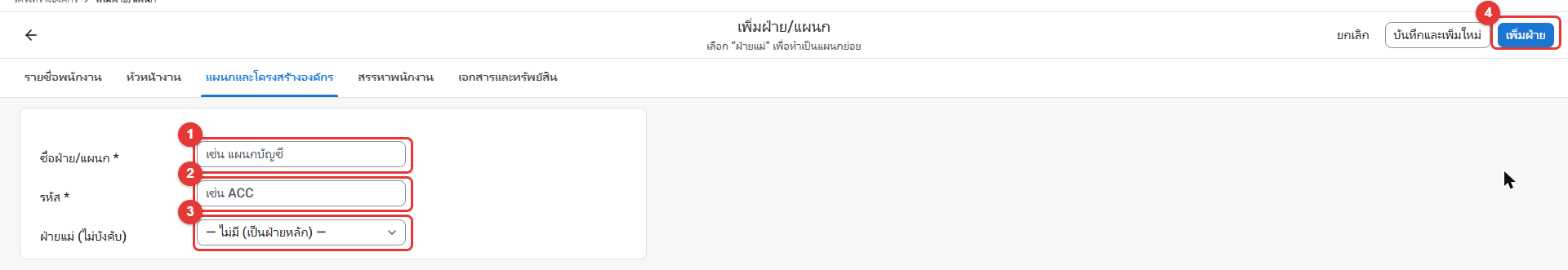 4
เพิ่มฝ่าย/แผนก
เลือก "ฝ่ายแม่" เพื่อทำเป็นแผนกย่อย
ยกเลิก
บันทึกและเพิ่มใหม่
เพิ่มฝ่าย
รายชื่อพนักงาน หัวหน้างาน แผนกและโครงสร้างองค์กร สรรหาพนักงาน เอกสารและทรัพย์สิน
1
ชื่อฝ่าย/แผนก * เช่น แผนกบัญชี
2
รหัส * เช่น ACC
3
ฝ่ายแม่ (ไม่บังคับ) — ไม่มี (เป็นฝ่ายหลัก) —